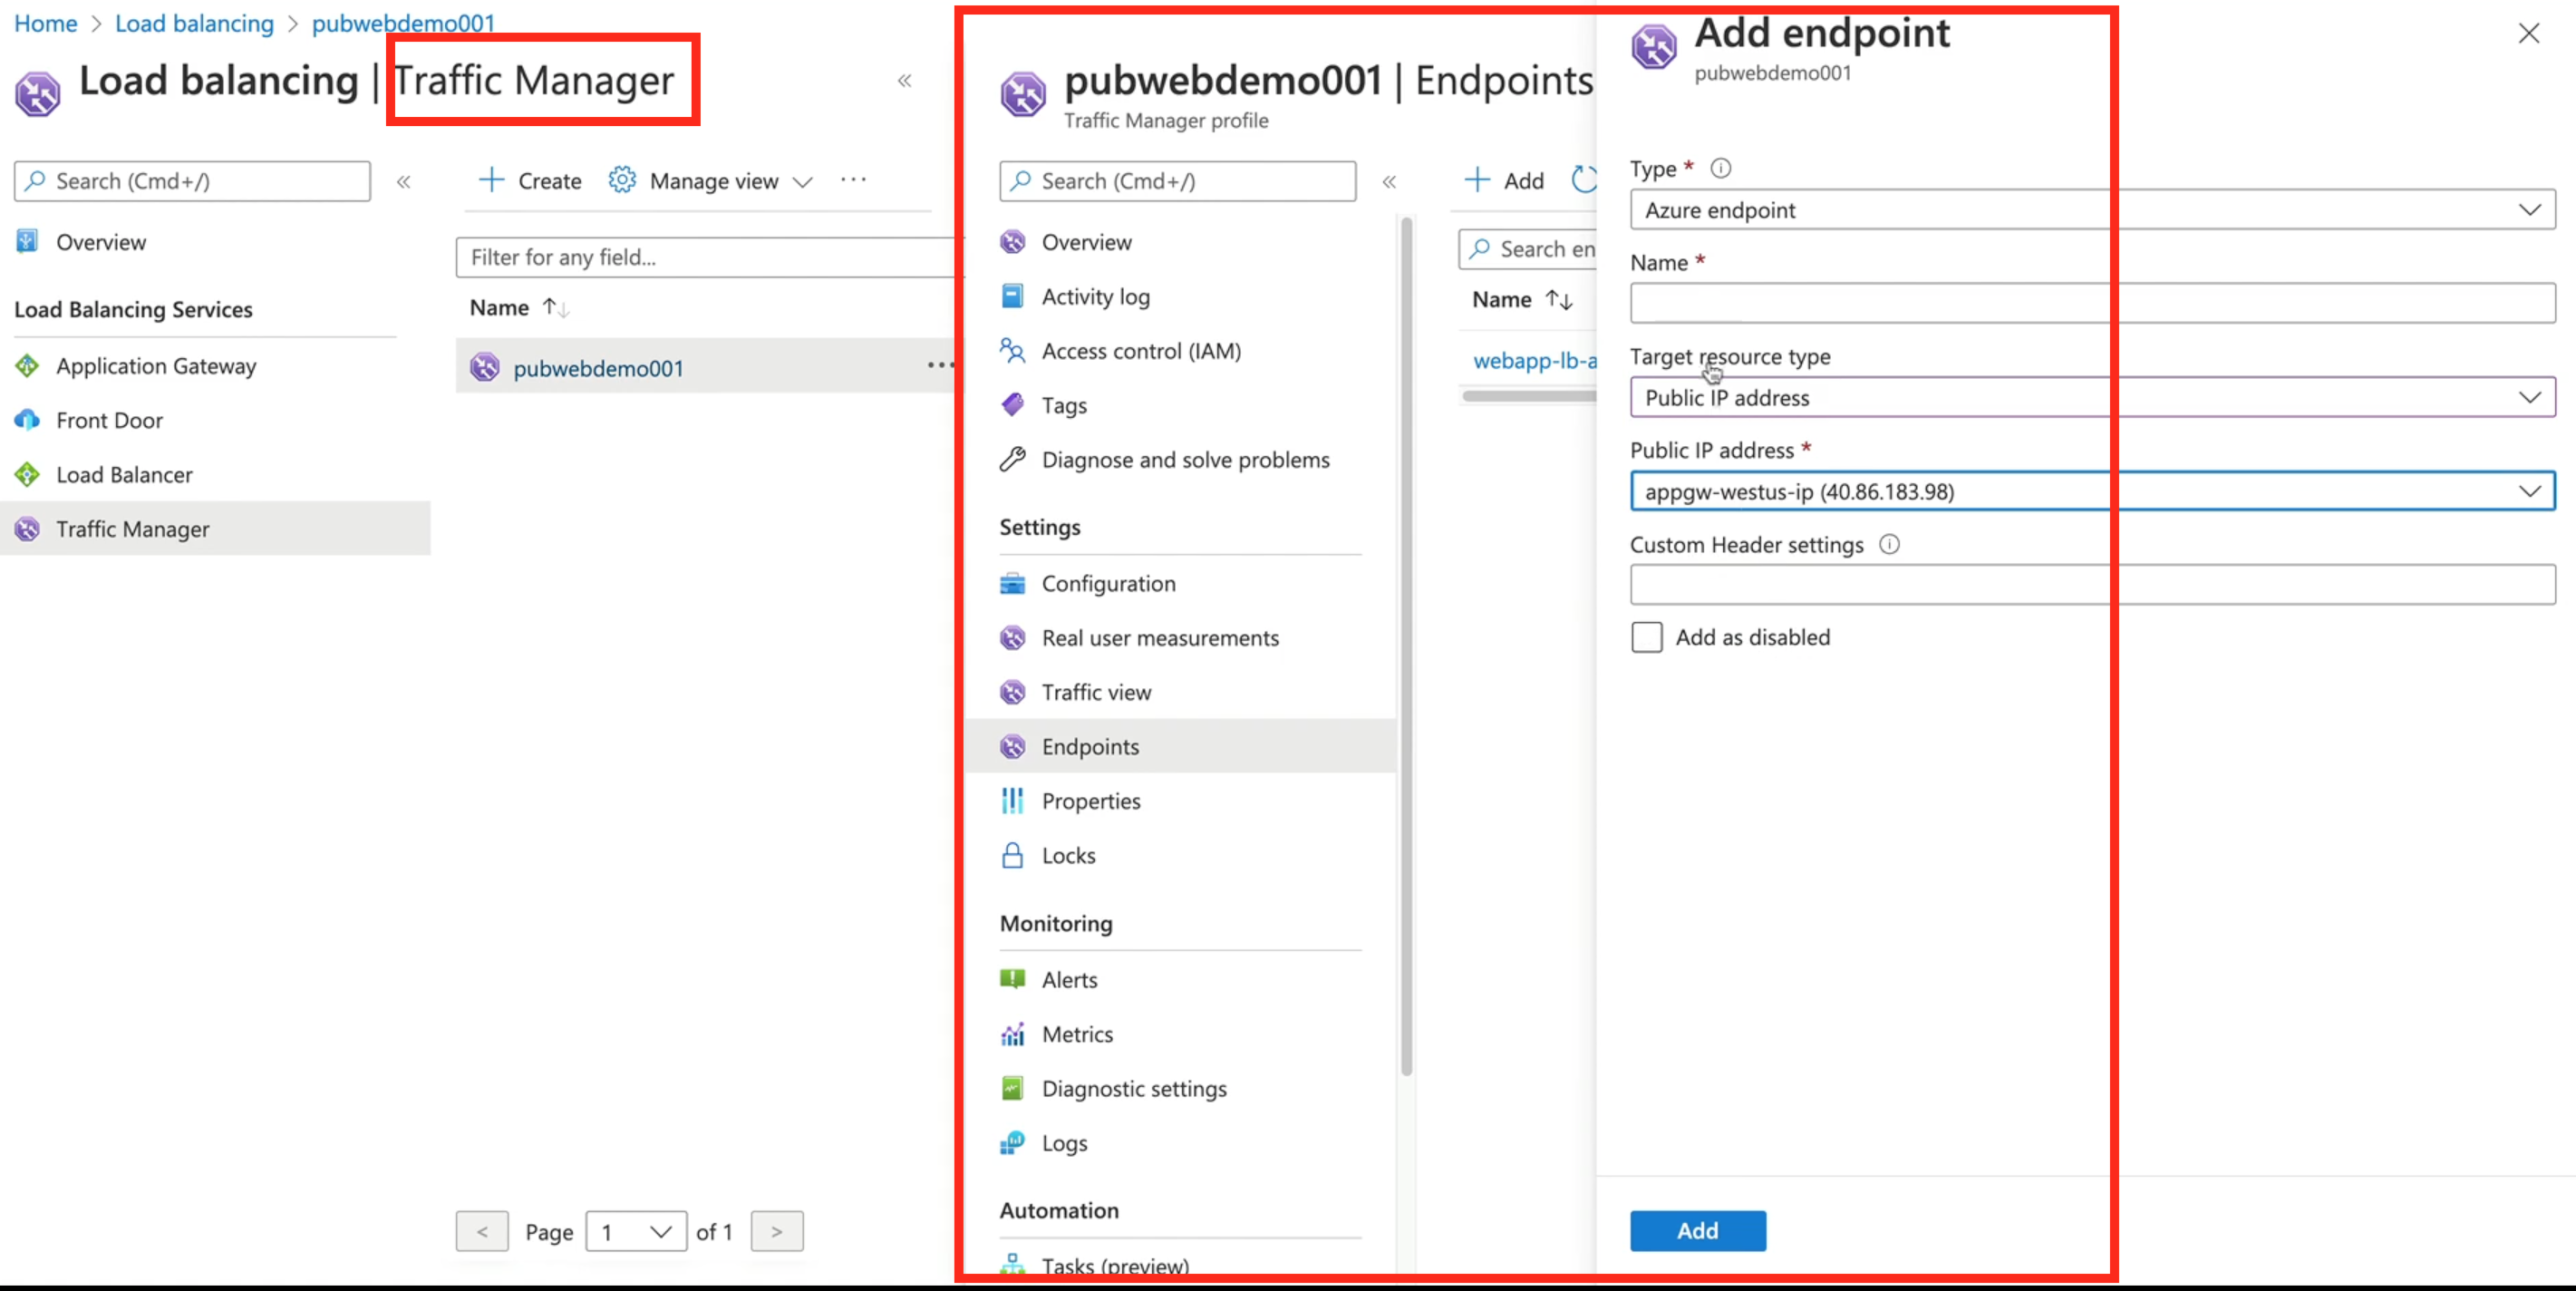 Home > Load balancing > pubwebdemo001
Load balancing | Traffic Manager
Search (Cmd+/)
Overview
Load Balancing Services
Application Gateway
Front Door
Load Balancer
Traffic Manager
Create
Manage view
Filter for any field...
Name
pubwebdemo001
< Page 1 of 1 >
pubwebdemo001 | Endpoints
Traffic Manager profile
Search (Cmd+/)
Overview
Activity log
Access control (IAM)
Tags
Diagnose and solve problems
Settings
Configuration
Real user measurements
Traffic view
Endpoints
Properties
Locks
Monitoring
Alerts
Metrics
Diagnostic settings
Logs
Automation
Tasks (preview)
Add
Search en
Name
webapp-lb-a
Add endpoint
pubwebdemo001
Type *
Azure endpoint
Name *
Target resource type
Public IP address
Public IP address *
appgw-westus-ip (40.86.183.98)
Custom Header settings
Add as disabled
Add